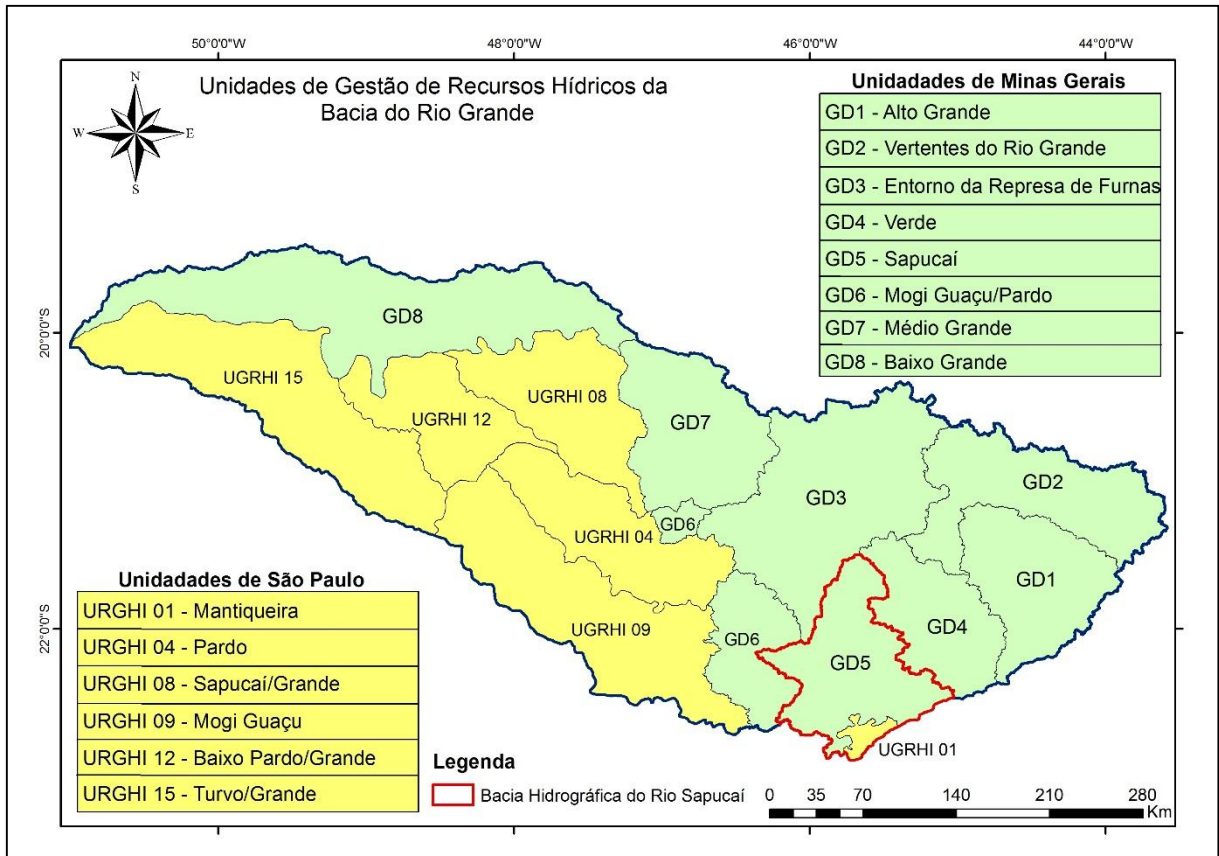 50°0'0"W 48°0'0"W 46°0'0"W 44°0'0"W
N
W E
S
Unidades de Gestão de Recursos Hídricos da
Bacia do Rio Grande
Unidadades de Minas Gerais
GD1 - Alto Grande
GD2 - Vertentes do Rio Grande
GD3 - Entorno da Represa de Furnas
GD4 - Verde
GD5 - Sapucaí
GD6 - Mogi Guaçu/Pardo
GD7 - Médio Grande
GD8 - Baixo Grande
20°0'0"S
22°0'0"S
GD8
UGRHI 15
UGRHI 12
UGRHI 08
GD7
GD3
GD2
GD6
UGRHI 04
GD1
UGRHI 09
GD6
GD4
GD5
UGRHI 01
Unidadades de São Paulo
URGHI 01 - Mantiqueira
URGHI 04 - Pardo
URGHI 08 - Sapucaí/Grande
URGHI 09 - Mogi Guaçu
URGHI 12 - Baixo Pardo/Grande
URGHI 15 - Turvo/Grande
Legenda
Bacia Hidrográfica do Rio Sapucaí
0 35 70 140 210 280
Km